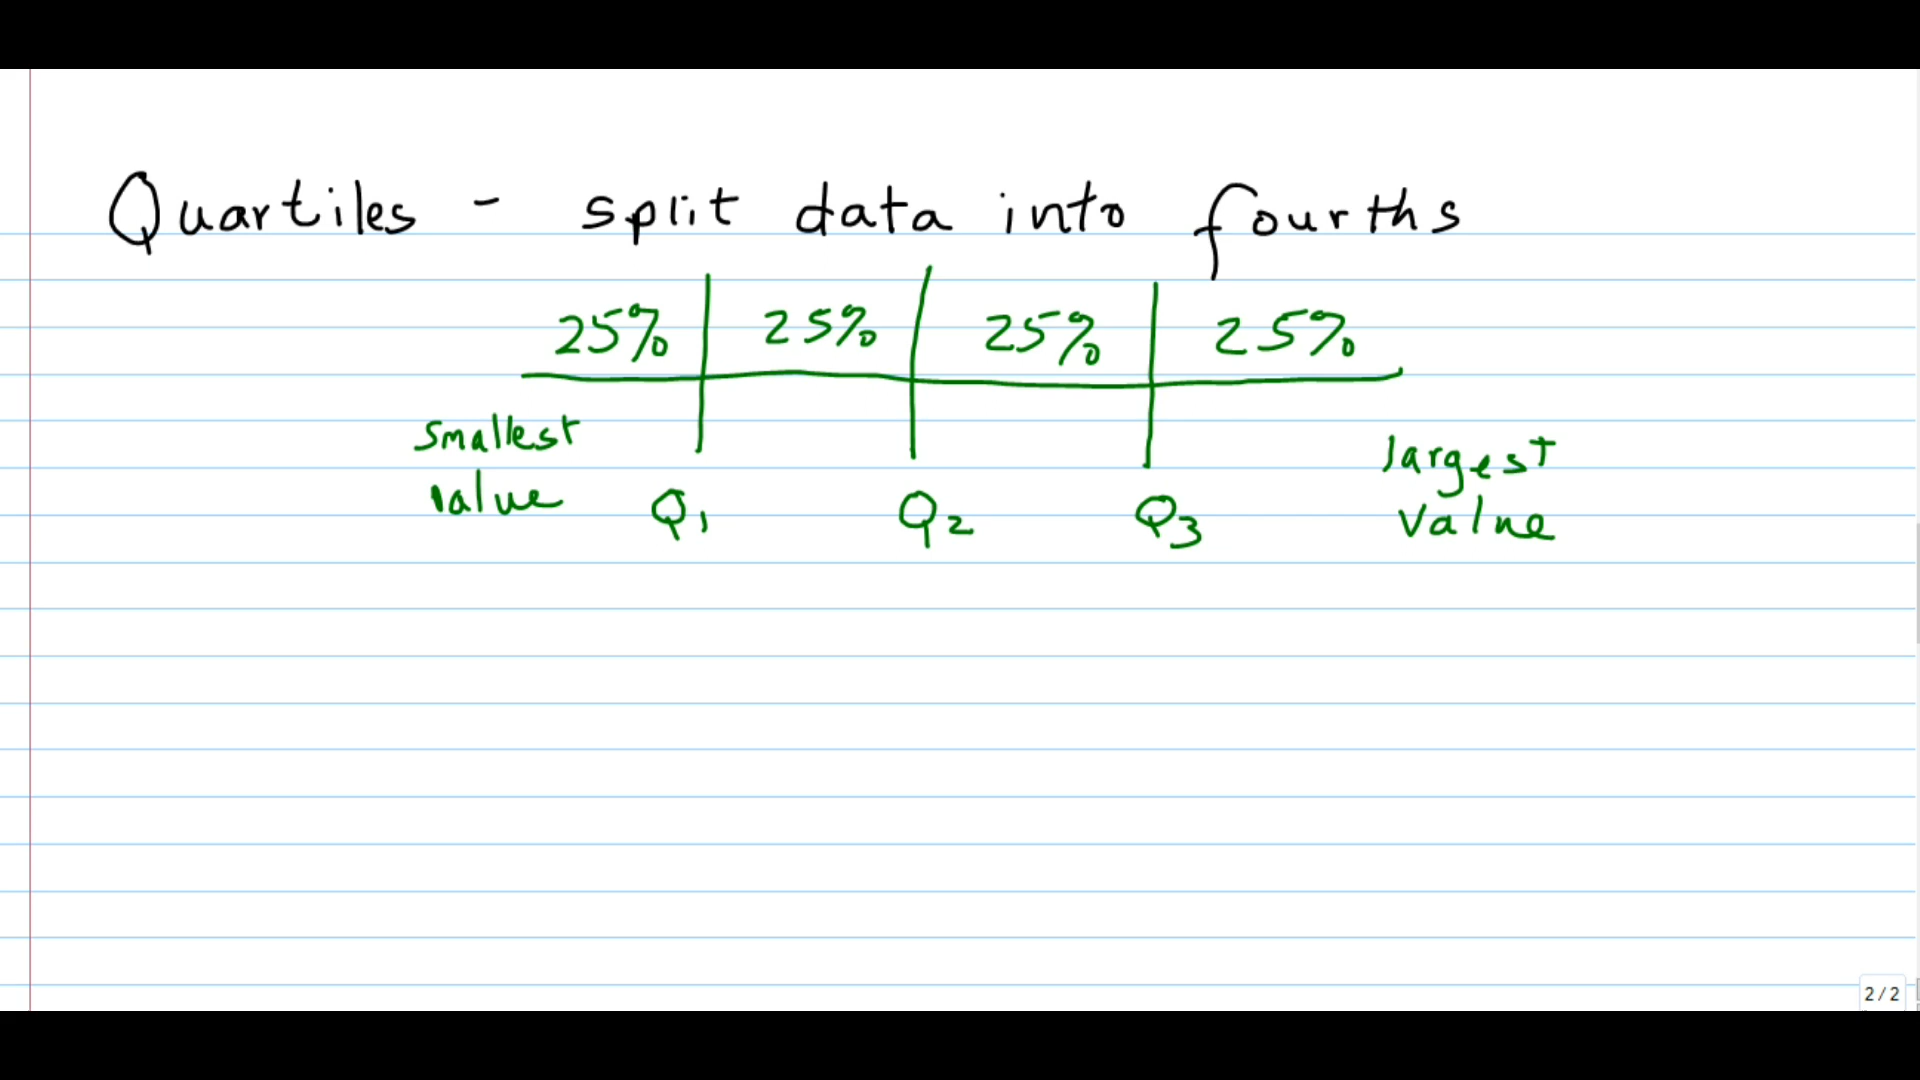 Quartiles - split data into fourths
25% 25% 25% 25%
smallest value
Q1 Q2 Q3
largest value
2/2